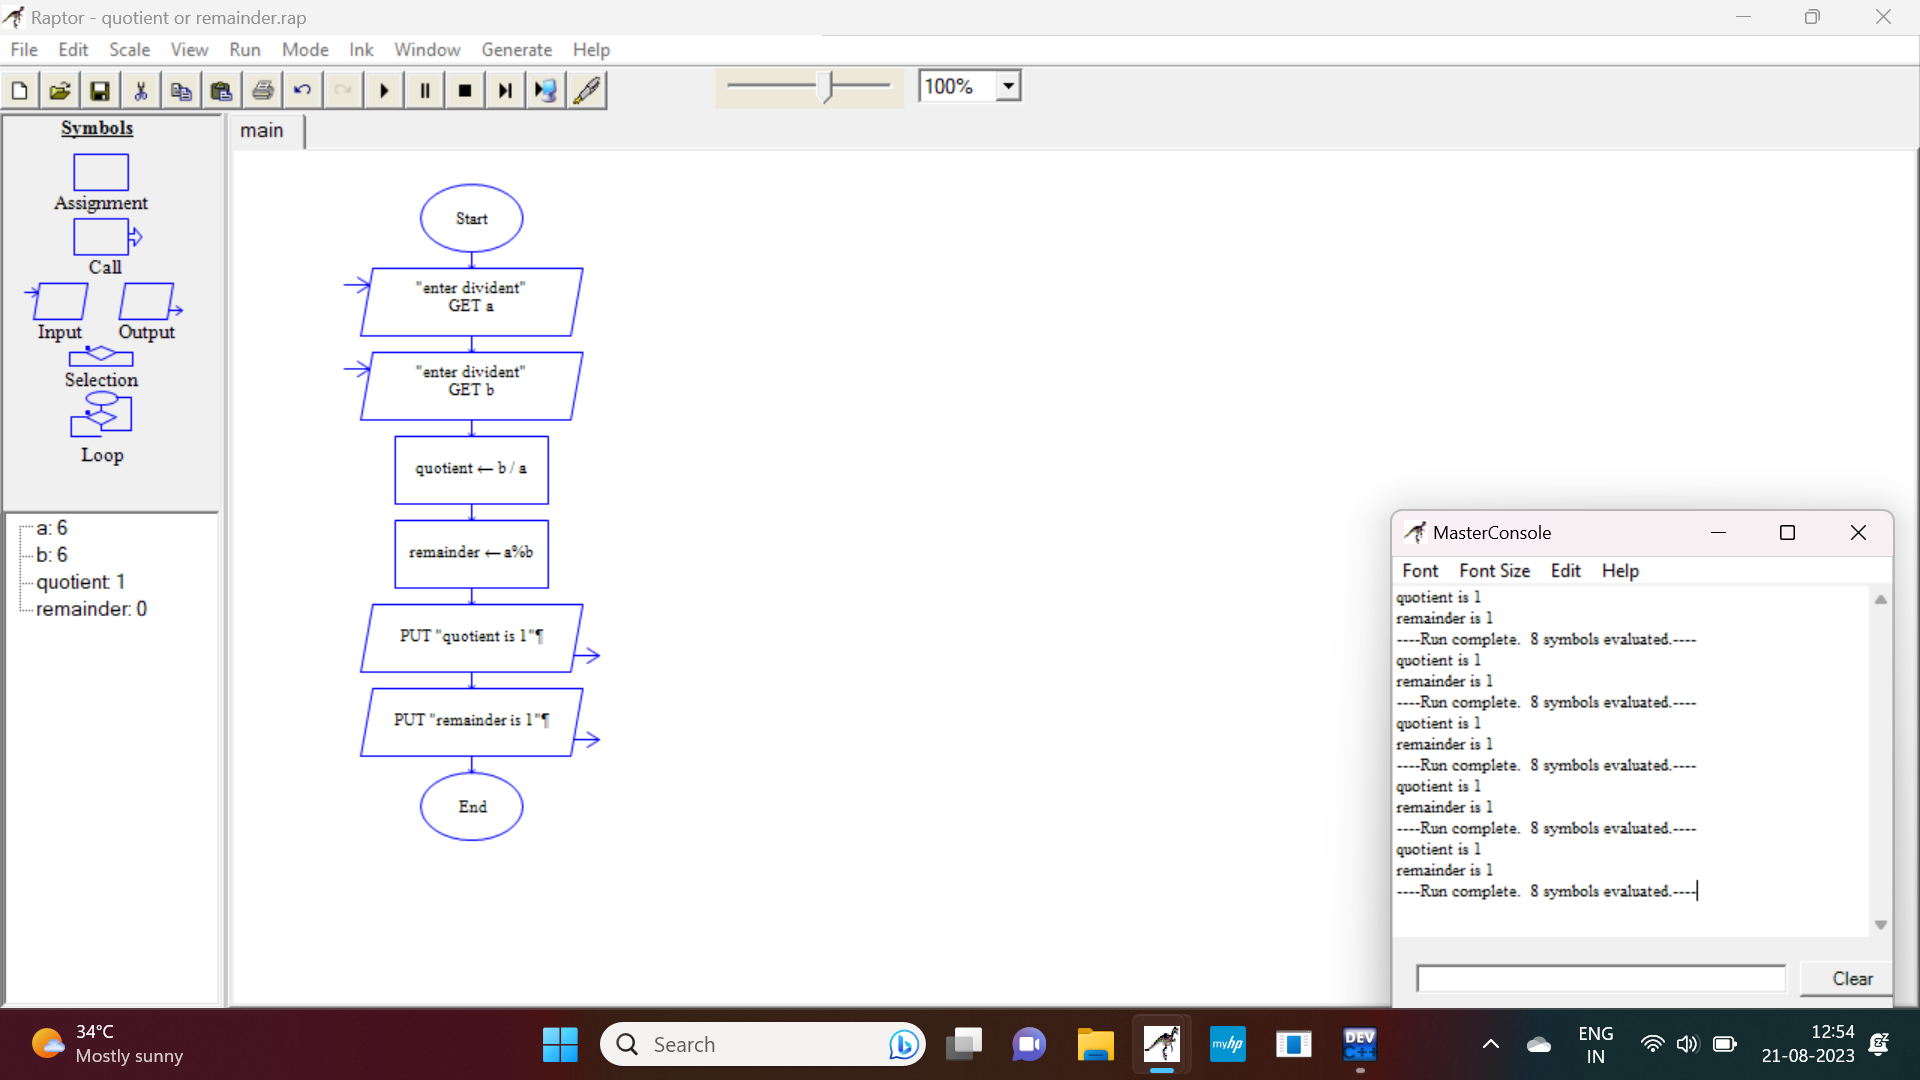 Raptor - quotient or remainder.rap
File Edit Scale View Run Mode Ink Window Generate Help
100%
Symbols
Assignment
Call
Input Output
Selection
Loop
a: 6
b: 6
quotient: 1
remainder: 0
main
Start
"enter divident"
GET a
"enter divident"
GET b
quotient ← b / a
remainder ← a%b
PUT "quotient is 1"¶
PUT "remainder is 1"¶
End
MasterConsole
Font Font Size Edit Help
quotient is 1
remainder is 1
----Run complete. 8 symbols evaluated.----
quotient is 1
remainder is 1
----Run complete. 8 symbols evaluated.----
quotient is 1
remainder is 1
----Run complete. 8 symbols evaluated.----
quotient is 1
remainder is 1
----Run complete. 8 symbols evaluated.----
quotient is 1
remainder is 1
----Run complete. 8 symbols evaluated.----
Clear
34°C
Mostly sunny
Search
myhp
DEV
C++
ENG
IN
12:54
21-08-2023